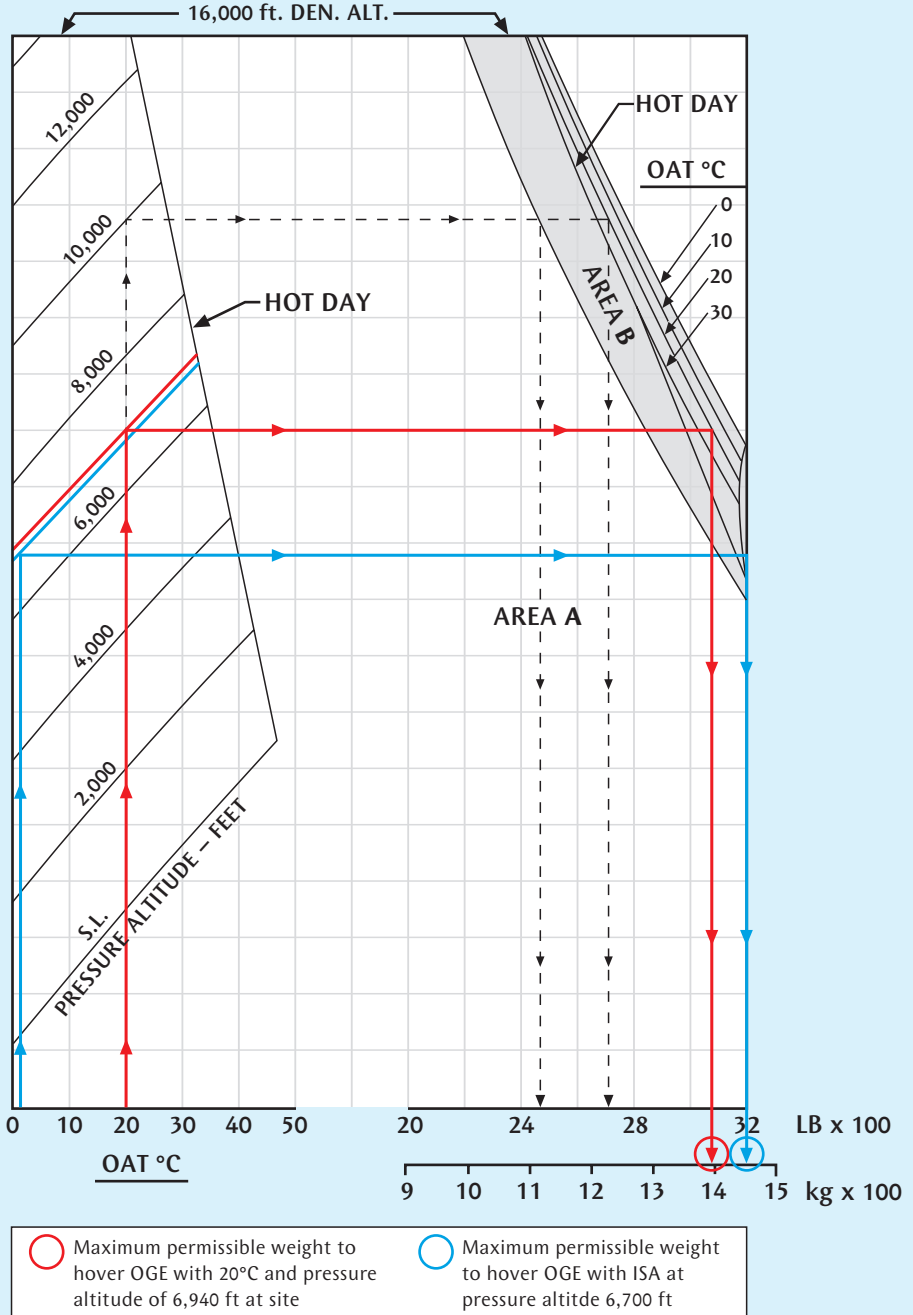 16,000 ft. DEN. ALT.
HOT DAY
OAT °C
0
10
20
30
12,000
10,000
8,000
6,000
4,000
2,000
S.L.
PRESSURE ALTITUDE – FEET
HOT DAY
AREA B
AREA A
0 10 20 30 40 50 20 24 28 32 LB x 100
OAT °C
9 10 11 12 13 14 15 kg x 100
Maximum permissible weight to
hover OGE with 20°C and pressure
altitude of 6,940 ft at site
Maximum permissible weight
to hover OGE with ISA at
pressure altitde 6,700 ft